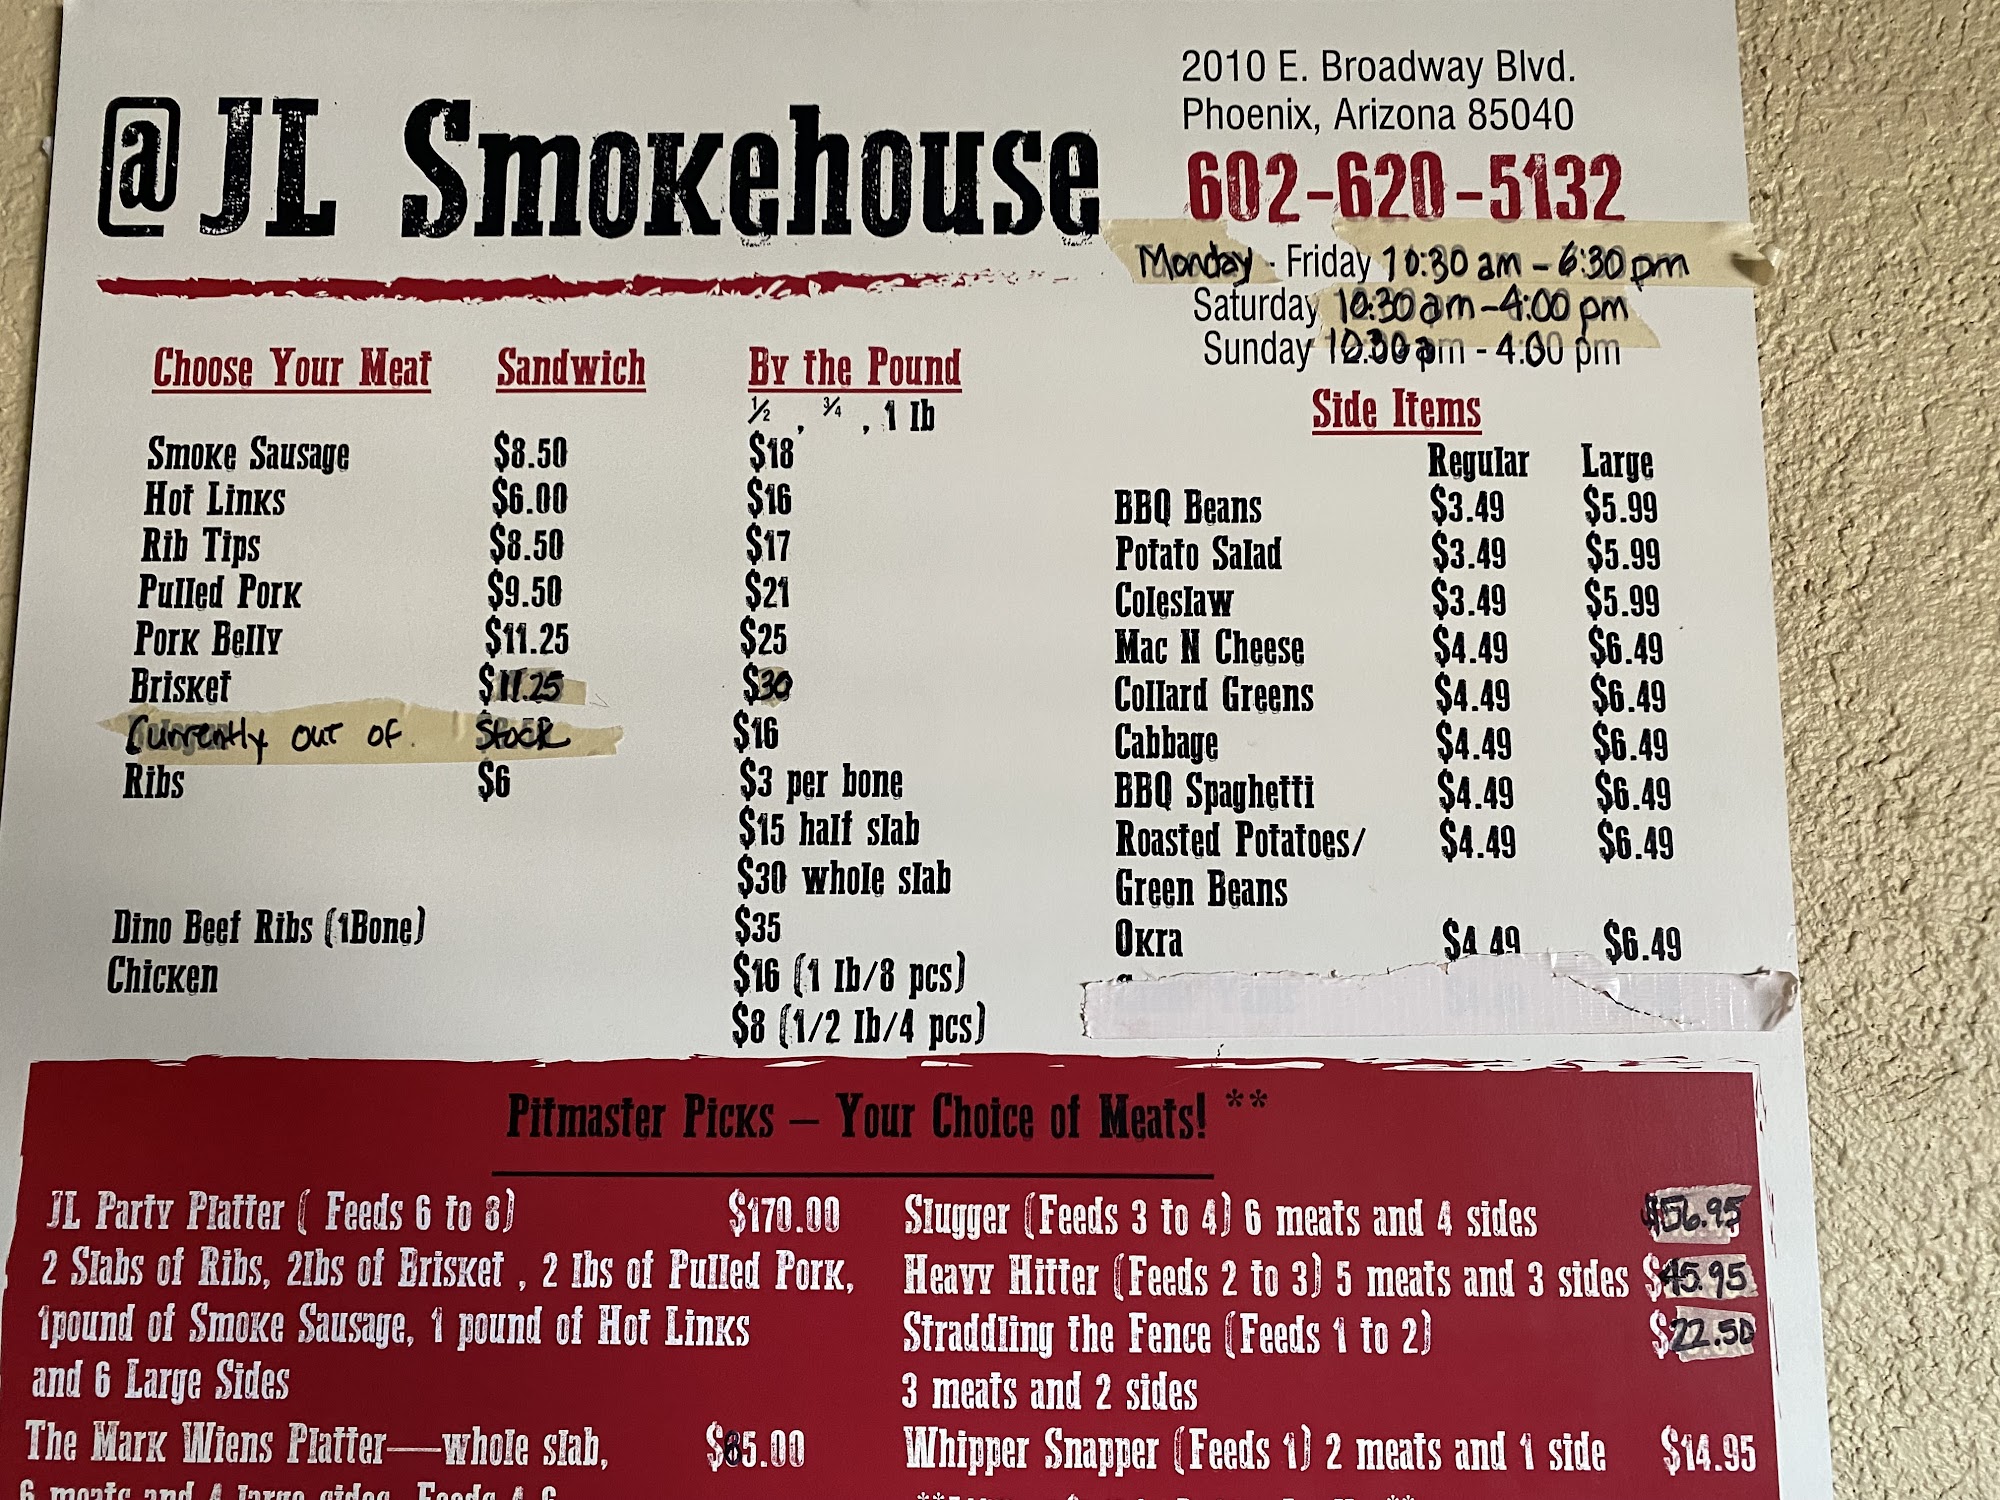 @ JL Smokehouse
2010 E. Broadway Blvd.
Phoenix, Arizona 85040
602-620-5132
Monday - Friday 10:30 am - 6:30 pm
Saturday 10:30 am - 4:00 pm
Sunday 10:30 am - 4:00 pm
Choose Your Meat Sandwich By the Pound
½ , ¾ , 1 lb
Smoke Sausage $8.50 $18
Hot Links $6.00 $16
Rib Tips $8.50 $17
Pulled Pork $9.50 $21
Pork Belly $11.25 $25
Brisket $11.25 $30
Currently out of Stock $16
Ribs $6 $3 per bone
$15 half slab
$30 whole slab
Dino Beef Ribs (1Bone) $35
Chicken $16 (1 lb/8 pcs)
$8 (1/2 lb/4 pcs)
Side Items
Regular Large
BBQ Beans $3.49 $5.99
Potato Salad $3.49 $5.99
Coleslaw $3.49 $5.99
Mac N Cheese $4.49 $6.49
Collard Greens $4.49 $6.49
Cabbage $4.49 $6.49
BBQ Spaghetti $4.49 $6.49
Roasted Potatoes/ $4.49 $6.49
Green Beans
Okra $4.49 $6.49
Pitmaster Picks – Your Choice of Meats! **
JL Party Platter ( Feeds 6 to 8) $170.00
2 Slabs of Ribs, 2lbs of Brisket , 2 lbs of Pulled Pork,
1pound of Smoke Sausage, 1 pound of Hot Links
and 6 Large Sides
The Mark Wiens Platter—whole slab, $85.00
6 meats and 4 large sides. Feeds 4-6
Slugger (Feeds 3 to 4) 6 meats and 4 sides $56.95
Heavy Hitter (Feeds 2 to 3) 5 meats and 3 sides $45.95
Straddling the Fence (Feeds 1 to 2) $22.50
3 meats and 2 sides
Whipper Snapper (Feeds 1) 2 meats and 1 side $14.95